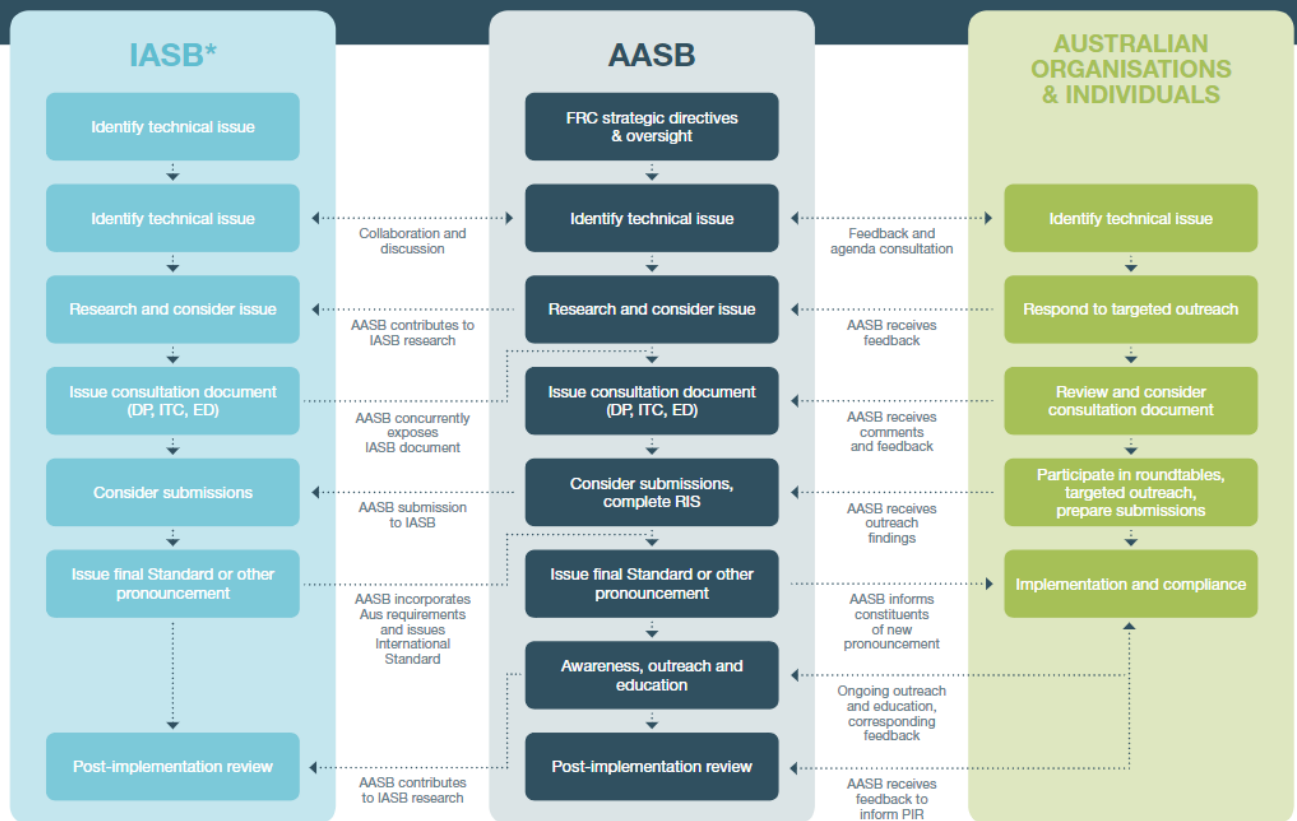 IASB*
Identify technical issue
Identify technical issue
Research and consider issue
Issue consultation document
(DP, ITC, ED)
Consider submissions
Issue final Standard or other
pronouncement
Post-implementation review
Collaboration and
discussion
AASB contributes to
IASB research
AASB concurrently
exposes
IASB document
AASB submission
to IASB
AASB incorporates
Aus requirements
and issues
International
Standard
AASB contributes
to IASB research
AASB
FRC strategic directives
& oversight
Identify technical issue
Research and consider issue
Issue consultation document
(DP, ITC, ED)
Consider submissions,
complete RIS
Issue final Standard or other
pronouncement
Awareness, outreach and
education
Post-implementation review
Feedback and
agenda consultation
AASB receives
feedback
AASB receives
comments
and feedback
AASB receives
outreach
findings
AASB informs
constituents
of new
pronouncement
Ongoing outreach
and education,
corresponding
feedback
AASB receives
feedback to
inform PIR
AUSTRALIAN
ORGANISATIONS
& INDIVIDUALS
Identify technical issue
Respond to targeted outreach
Review and consider
consultation document
Participate in roundtables,
targeted outreach,
prepare submissions
Implementation and compliance